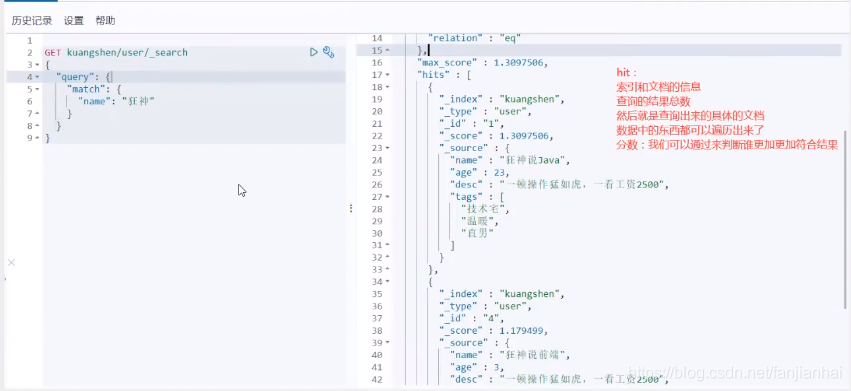 历史记录 设置 帮助
1
2 GET kuangshen/user/_search
3 {
4 "query": {
5 "match": {
6 "name": "狂神"
7 }
8 }
9 }
14 "relation" : "eq"
15 },
16 "max_score" : 1.3097506,
17 "hits" : [
18 {
19 "_index" : "kuangshen",
20 "_type" : "user",
21 "_id" : "1",
22 "_score" : 1.3097506,
23 "_source" : {
24 "name" : "狂神说Java",
25 "age" : 23,
26 "desc" : "一顿操作猛如虎，一看工资2500",
27 "tags" : [
28 "技术宅",
29 "温暖",
30 "直男"
31 ]
32 }
33 },
34 {
35 "_index" : "kuangshen",
36 "_type" : "user",
37 "_id" : "4",
38 "_score" : 1.179499,
39 "_source" : {
40 "name" : "狂神说前端",
41 "age" : 3,
42 "desc" : "一顿操作猛如虎，一看工资2500",
hit：
索引和文档的信息
查询的结果总数
然后就是查询出来的具体的文档
数据中的东西都可以遍历出来了
分数：我们可以通过来判断谁更加更加符合结果
https://blog.csdn.net/fanjianhai